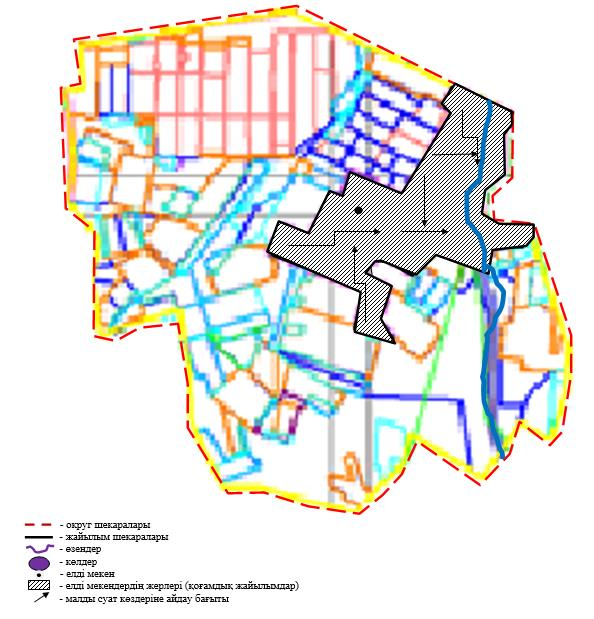 - округ шекаралары
- жайылым шекаралары
- өзендер
- көлдер
- елді мекен
- елді мекендердің жерлері (қоғамдық жайылымдар)
- малды суат көздеріне айдау бағыты